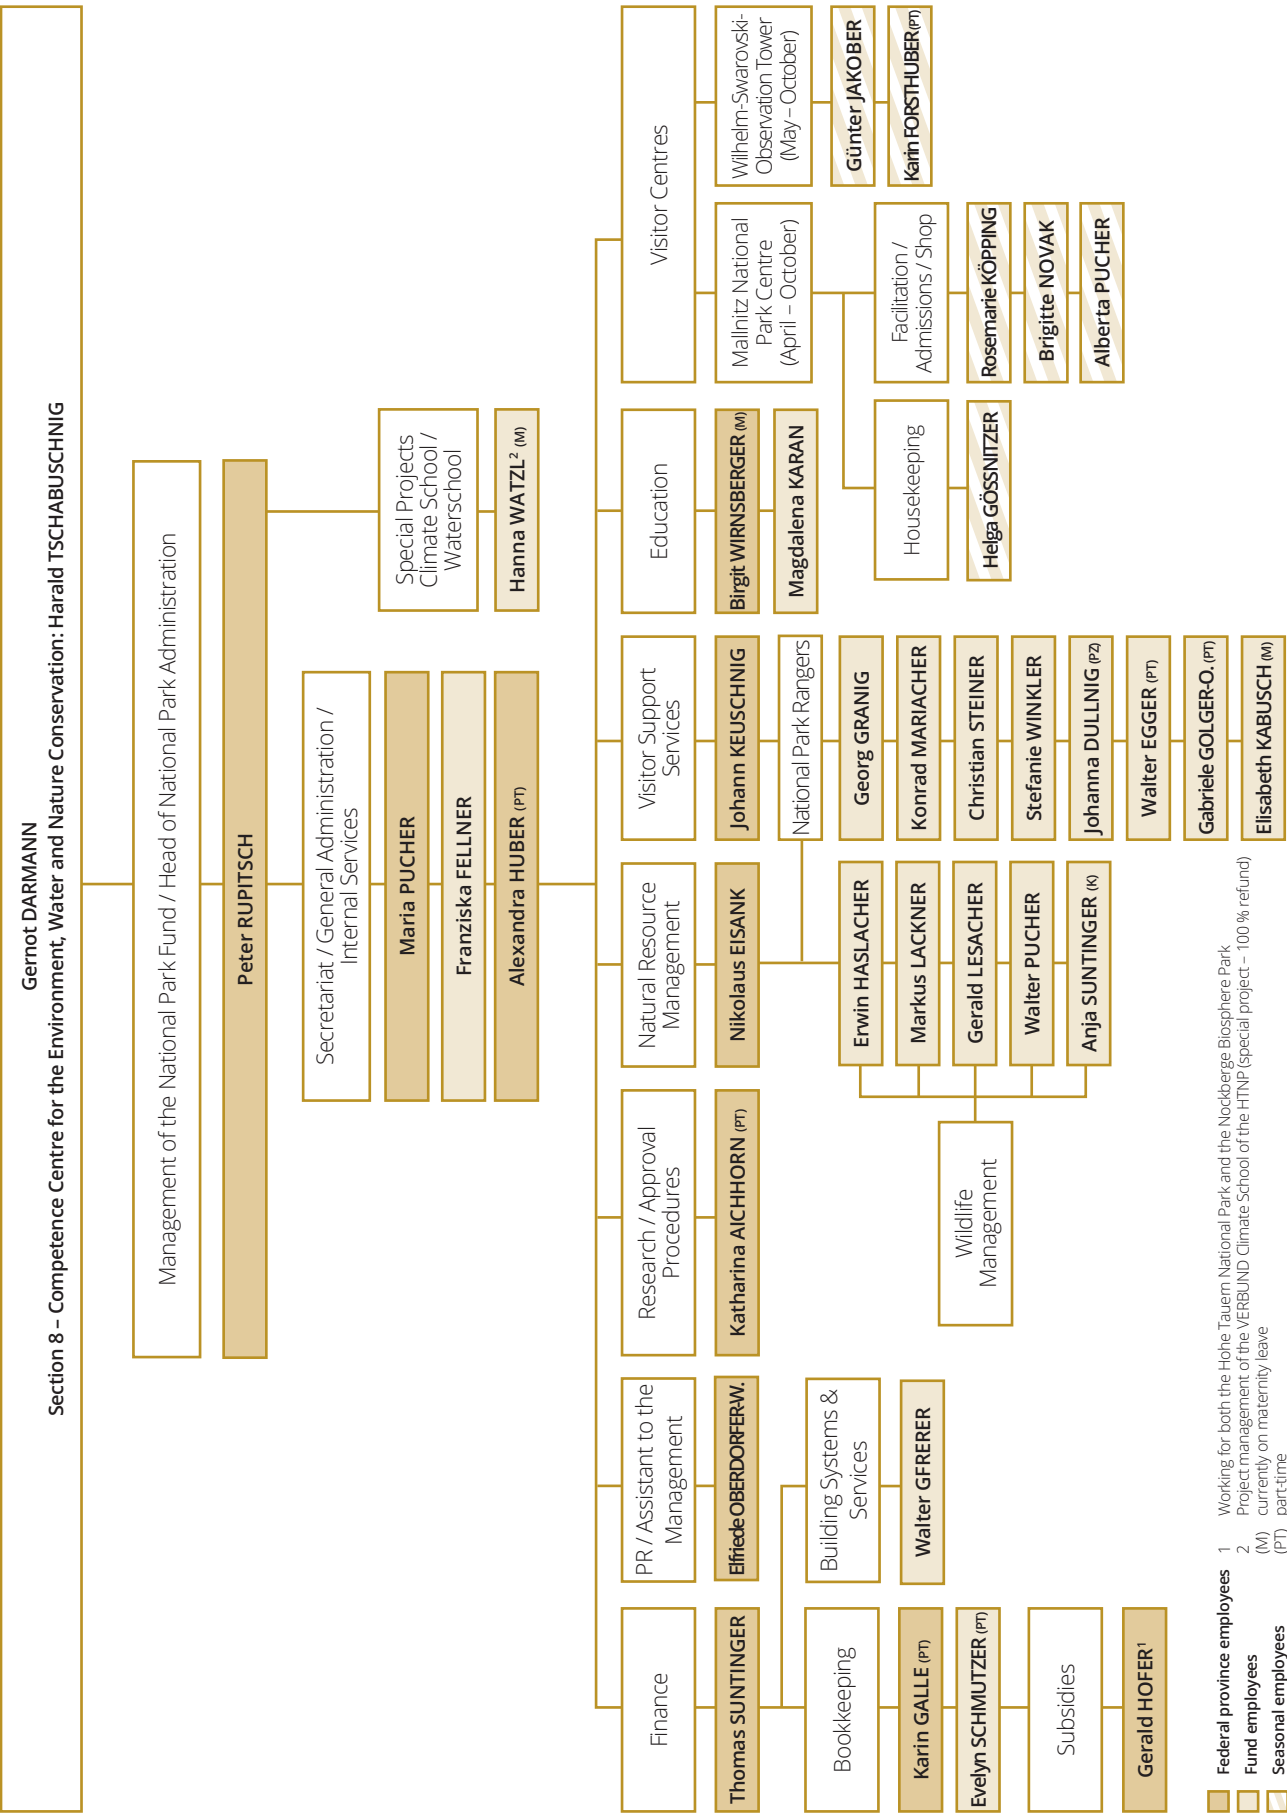 Gernot DARMANN
Section 8 – Competence Centre for the Environment, Water and Nature Conservation: Harald TSCHABUSCHNIG
Management of the National Park Fund / Head of National Park Administration
Peter RUPITSCH
Secretariat / General Administration /
Internal Services
Maria PUCHER
Franziska FELLNER
Alexandra HUBER (PT)
Special Projects
Climate School /
Waterschool
Hanna WATZL² (M)
Finance
Thomas SUNTINGER
Bookkeeping
Karin GALLE (PT)
Evelyn SCHMUTZER (PT)
Subsidies
Gerald HOFER¹
Building Systems &
Services
Walter GFRERER
PR / Assistant to the
Management
Elfriede OBERDORFER-W.
Research / Approval
Procedures
Katharina AICHHORN (PT)
Natural Resource
Management
Nikolaus EISANK
Wildlife
Management
Erwin HASLACHER
Markus LACKNER
Gerald LESACHER
Walter PUCHER
Anja SUNTINGER (K)
Visitor Support
Services
Johann KEUSCHNIG
National Park Rangers
Georg GRANIG
Konrad MARIACHER
Christian STEINER
Stefanie WINKLER
Johanna DULLNIG (PZ)
Walter EGGER (PT)
Gabriele GOLGER-O. (PT)
Elisabeth KABUSCH (M)
Education
Birgit WIRNSBERGER (M)
Magdalena KARAN
Visitor Centres
Mallnitz National
Park Centre
(April – October)
Housekeeping
Helga GÖSSNITZER
Facilitation /
Admissions / Shop
Rosemarie KÖPPING
Brigitte NOVAK
Alberta PUCHER
Wilhelm-Swarovski-
Observation Tower
(May – October)
Günter JAKOBER
Karin FORSTHUBER (PT)
Federal province employees
Fund employees
Seasonal employees
1 Working for both the Hohe Tauern National Park and the Nockberge Biosphere Park
2 Project management of the VERBUND Climate School of the HTNP (special project – 100 % refund)
(M) currently on maternity leave
(PT) part-time